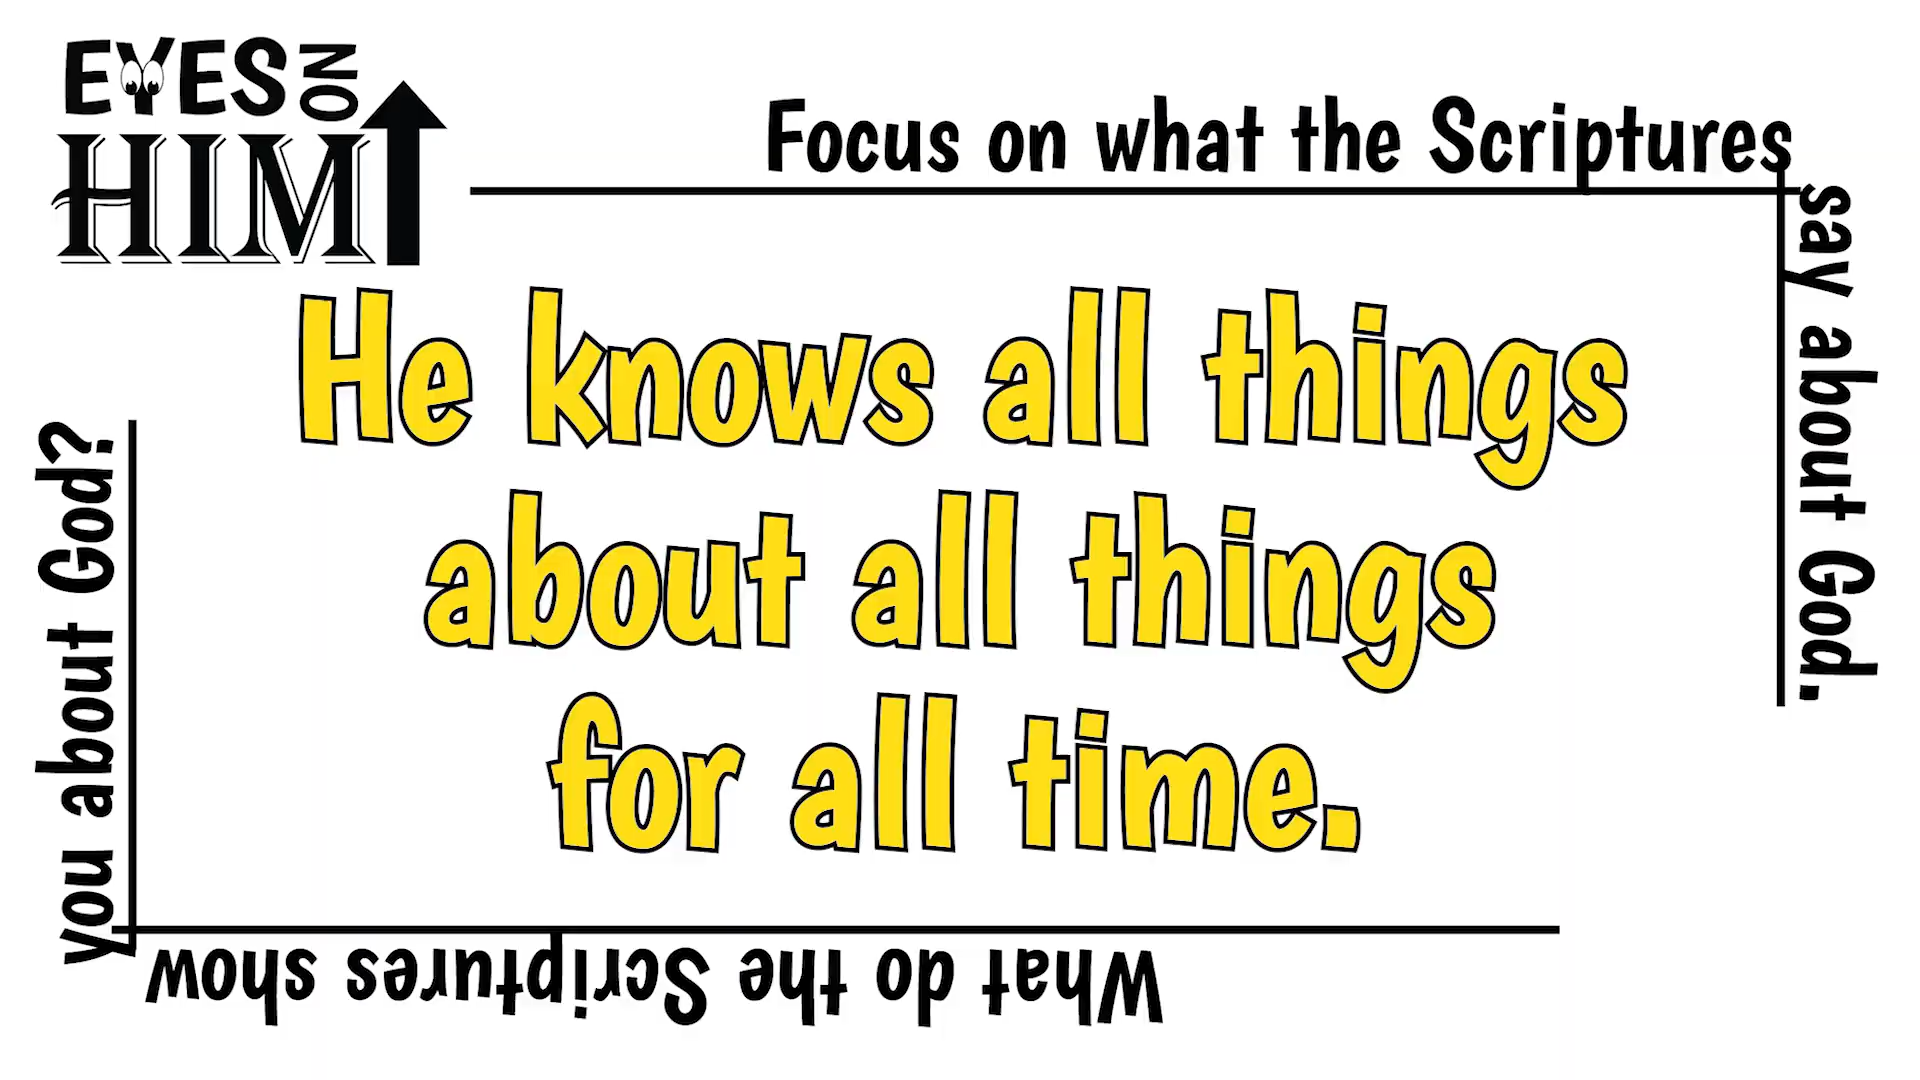 EYES ON
HIM
Focus on what the Scriptures
say about God.
He knows all things
about all things
for all time.
What do the Scriptures show
you about God?